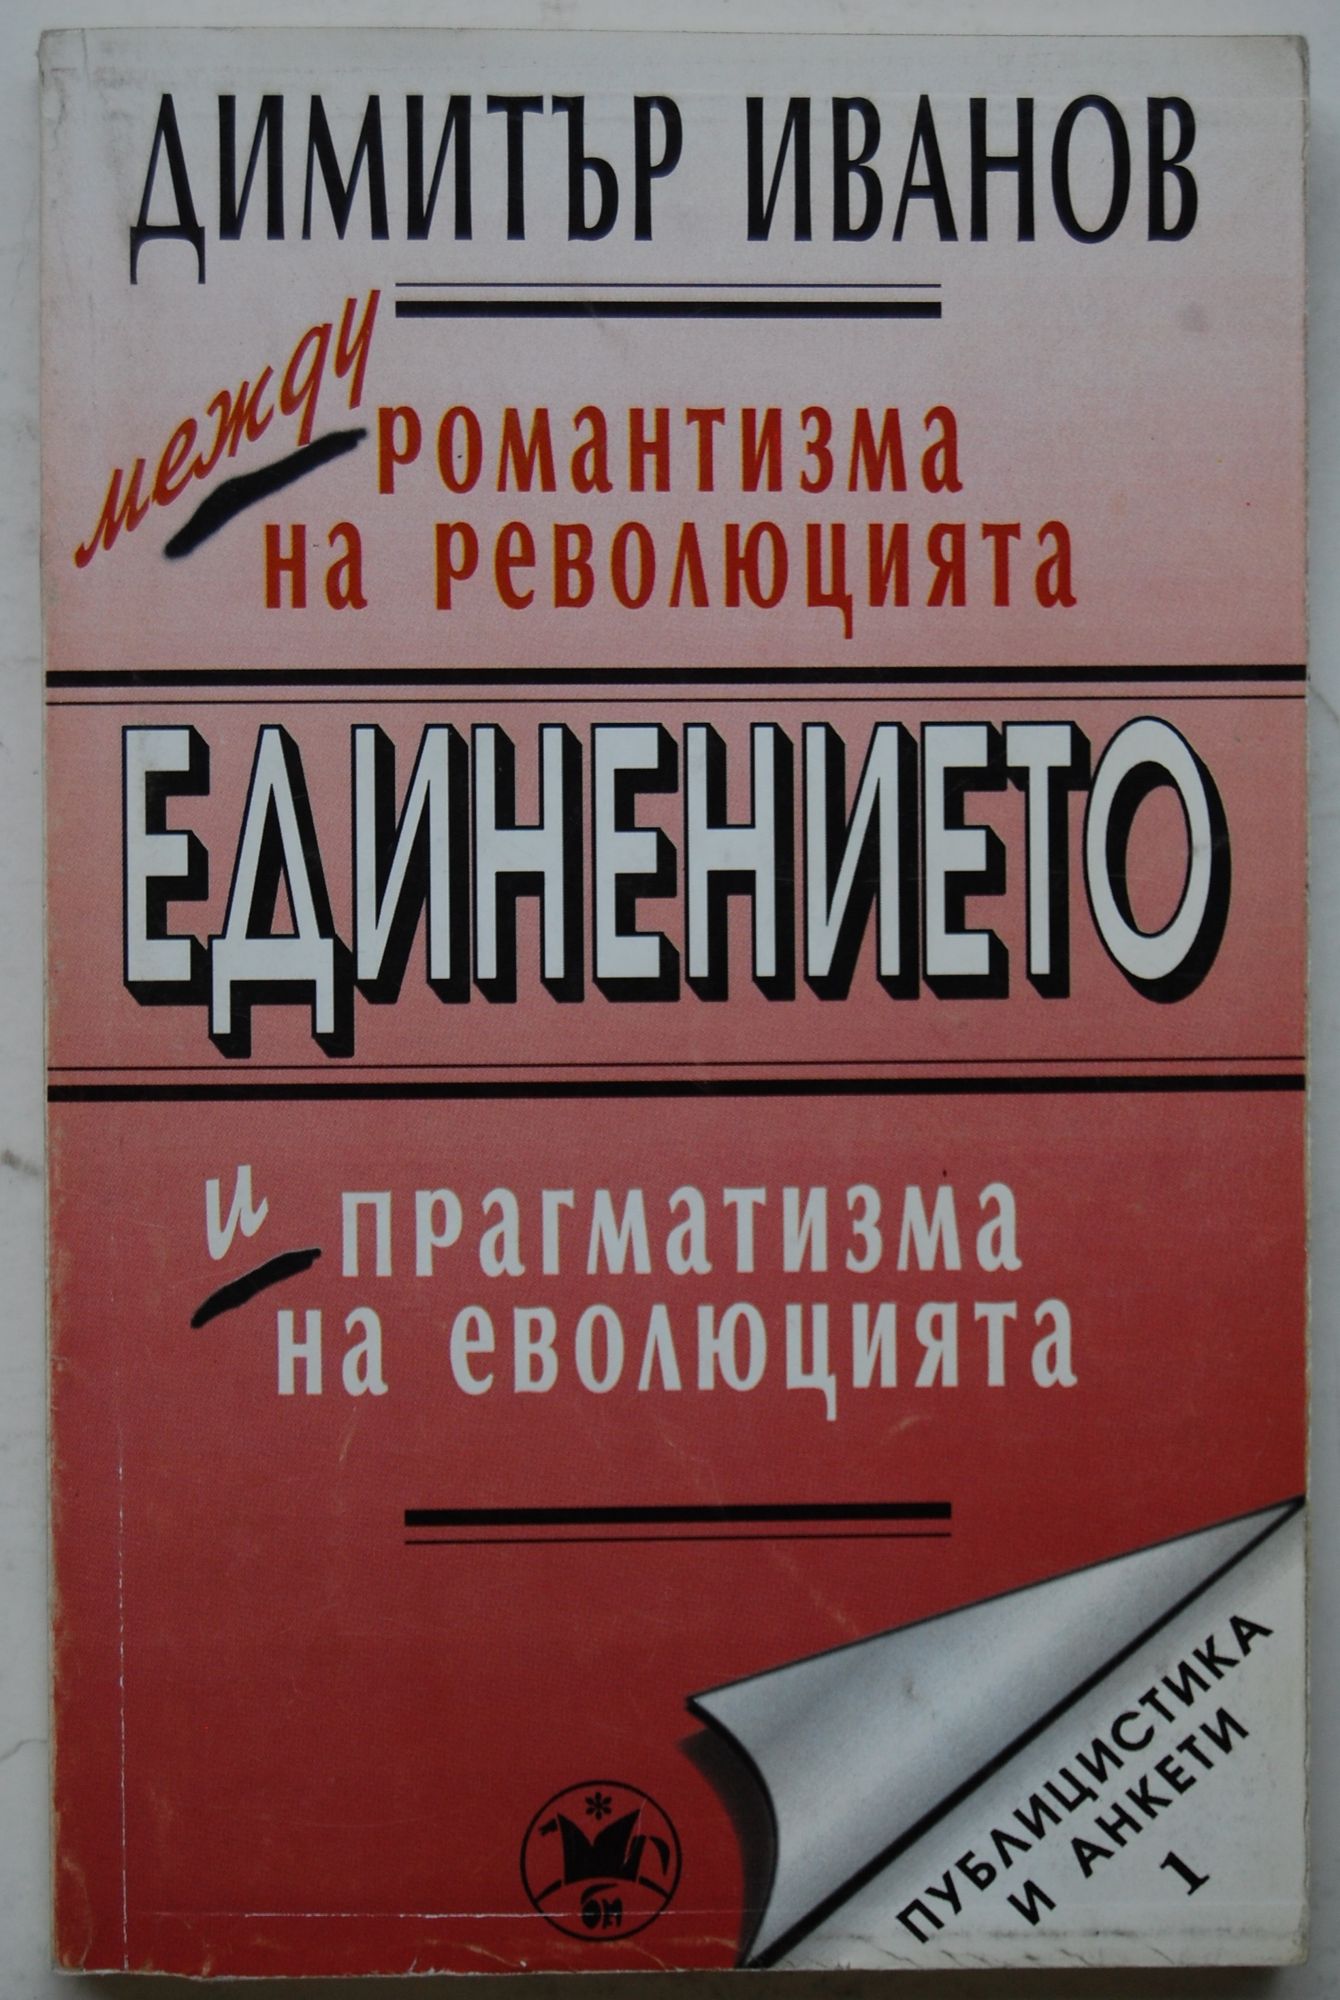 ДИМИТЪР ИВАНОВ
между романтизма
на революцията
ЕДИНЕНИЕТО
и прагматизма
на еволюцията
ПУБЛИЦИСТИКА
И АНКЕТИ
1